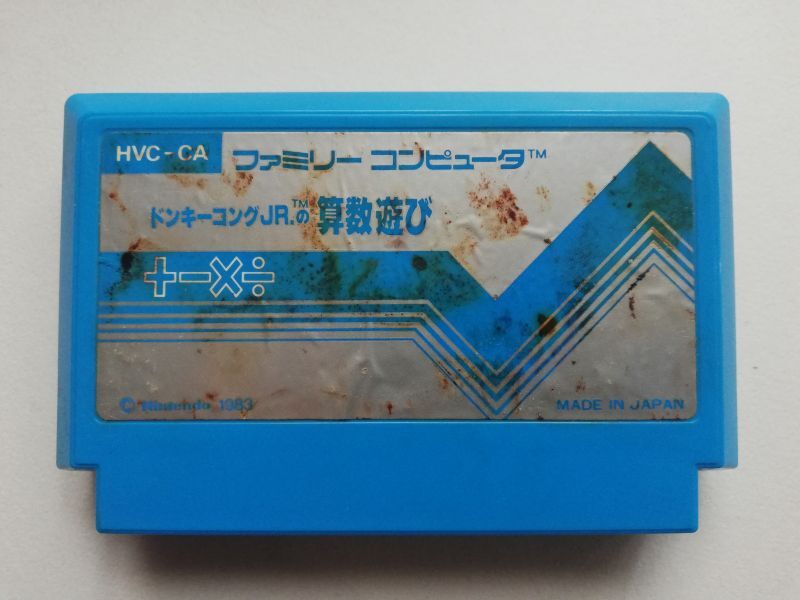 HVC-CA ファミリー コンピュータ™
ドンキーコングJR.™の 算数遊び
+−×÷
© Nintendo 1983
MADE IN JAPAN